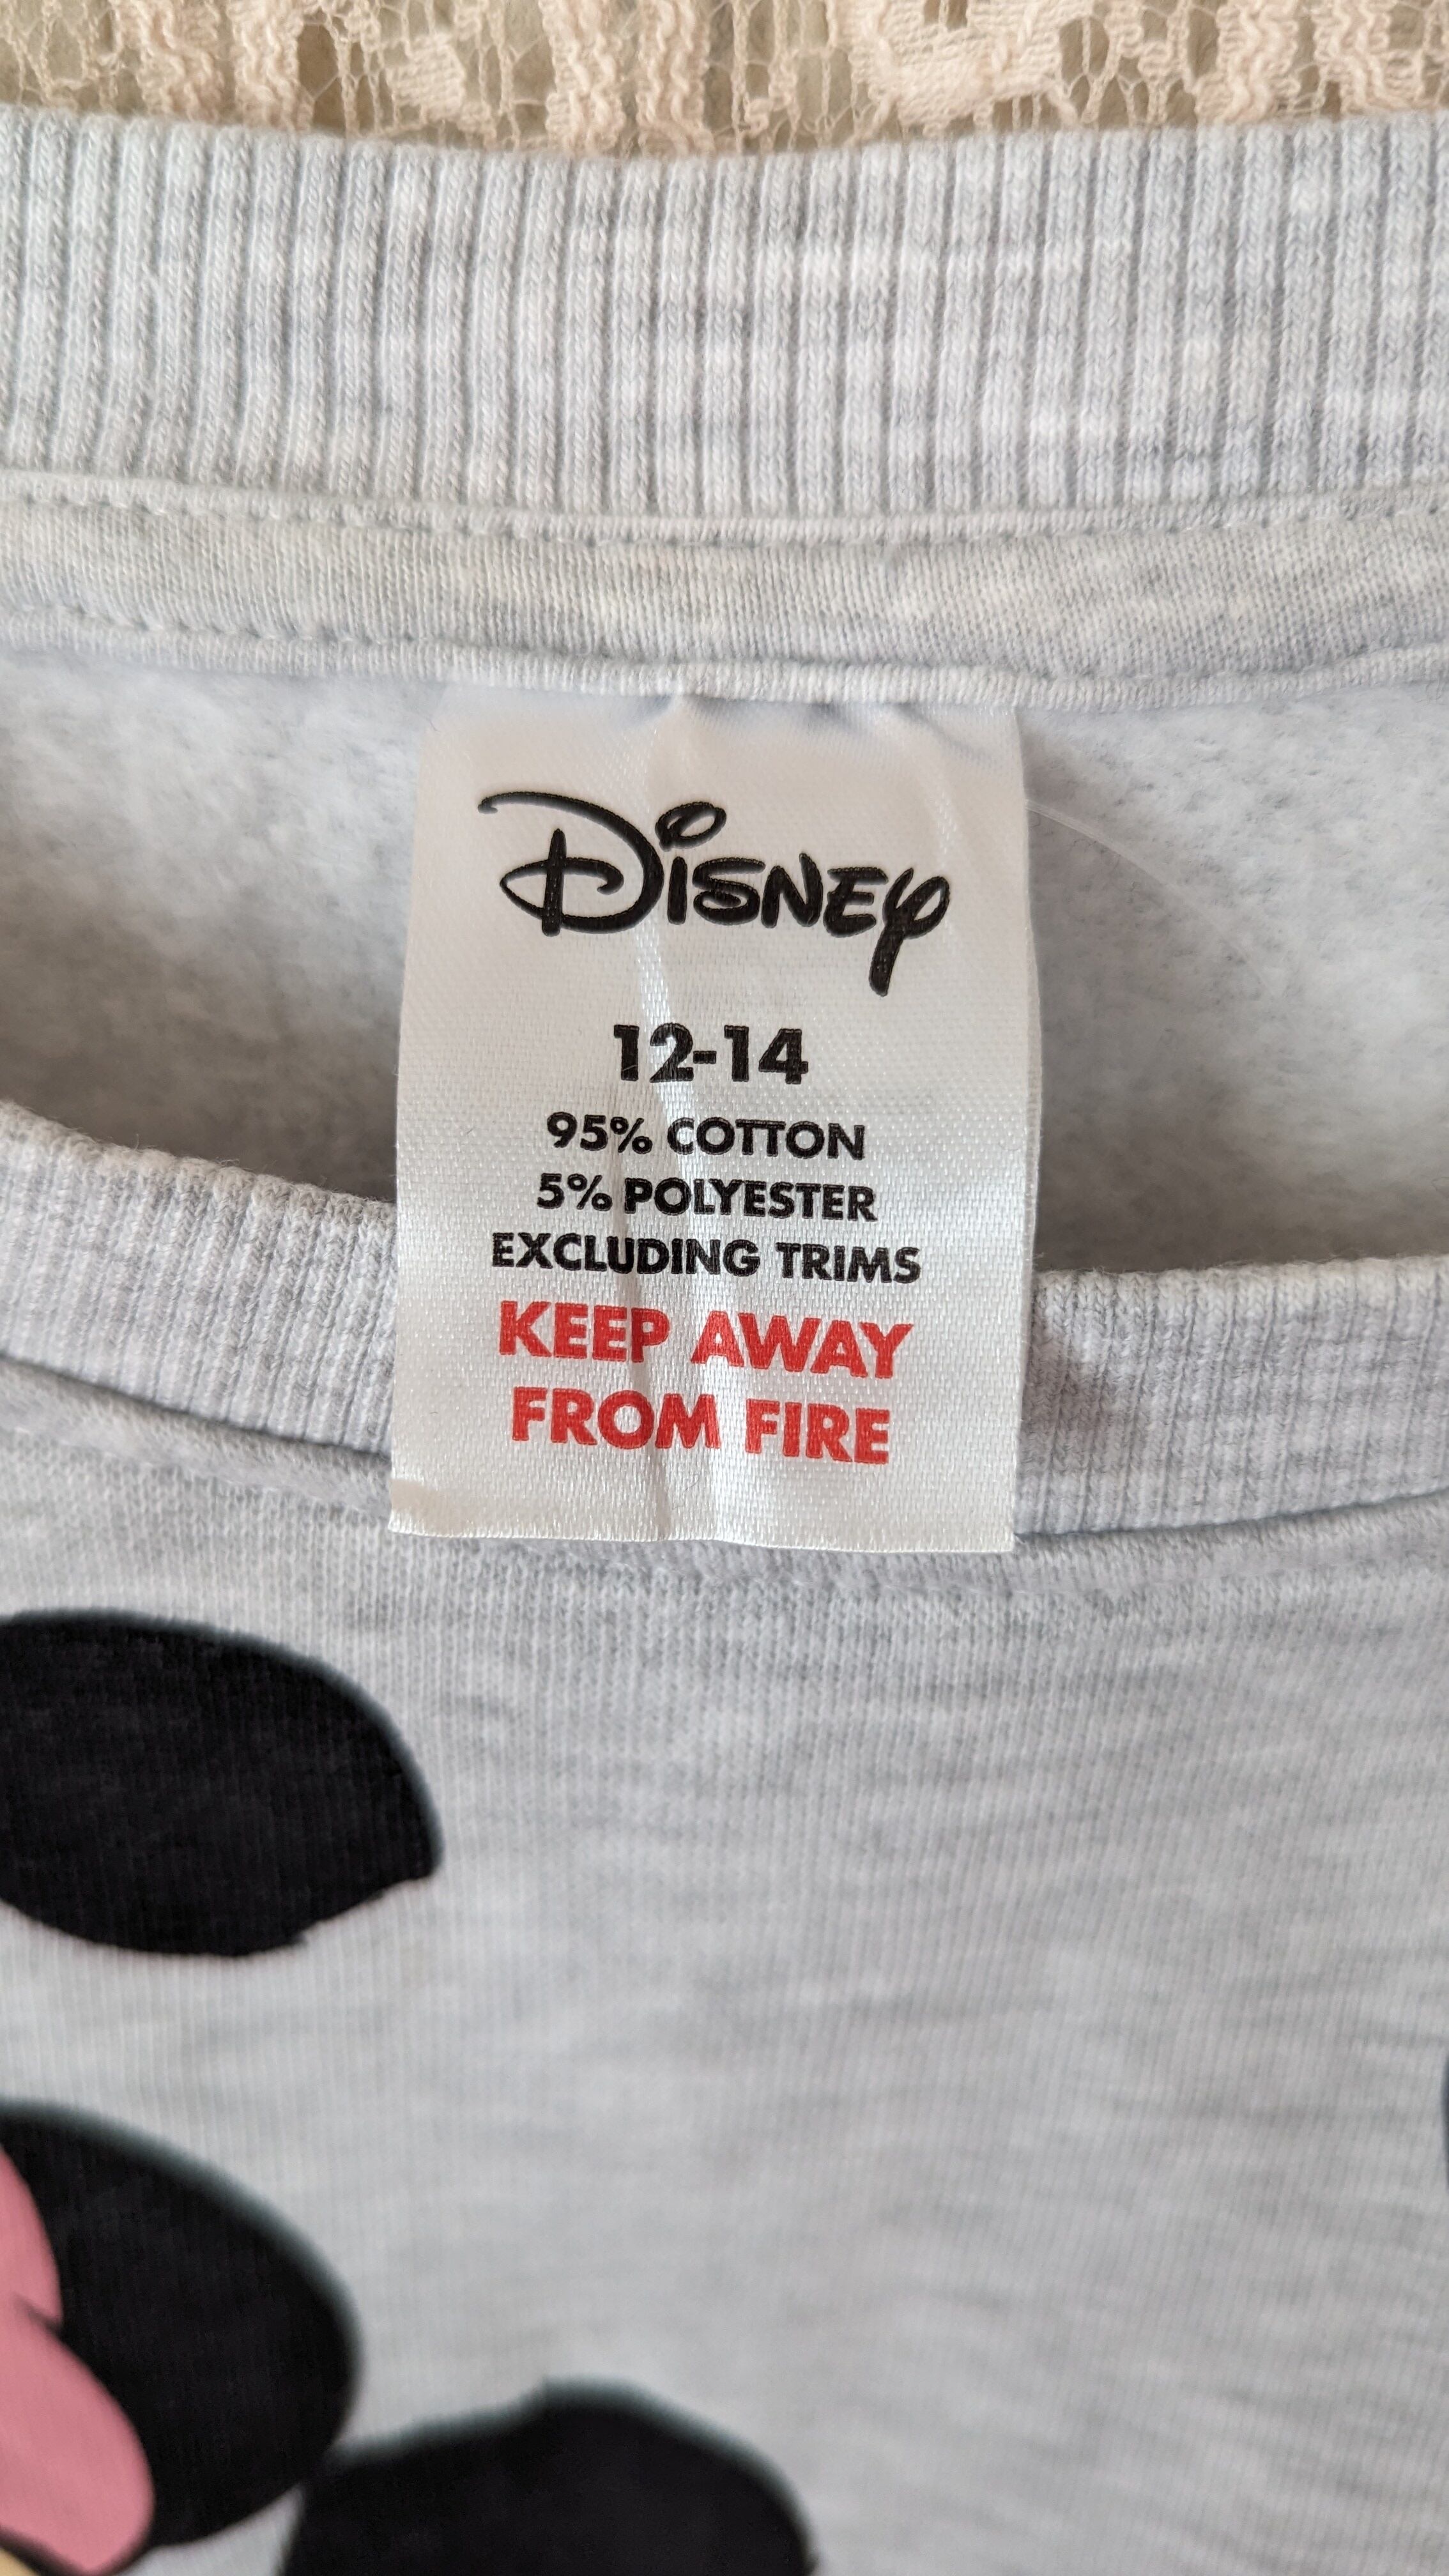 Disney
12-14
95% COTTON
5% POLYESTER
EXCLUDING TRIMS
KEEP AWAY
FROM FIRE